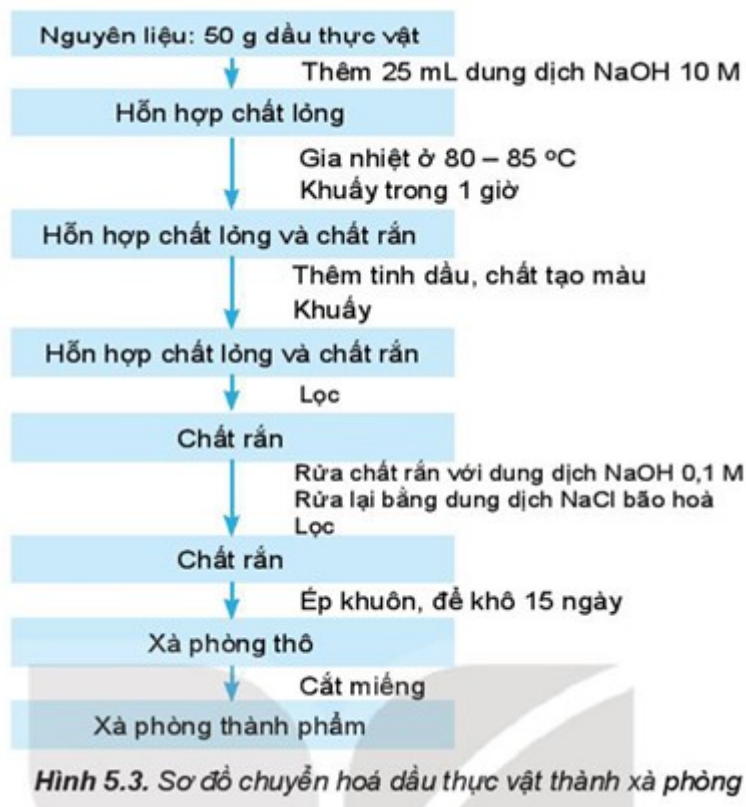 Nguyên liệu: 50 g dầu thực vật
Thêm 25 mL dung dịch NaOH 10 M
Hỗn hợp chất lỏng
Gia nhiệt ở 80 – 85 ºC
Khuấy trong 1 giờ
Hỗn hợp chất lỏng và chất rắn
Thêm tinh dầu, chất tạo màu
Khuấy
Hỗn hợp chất lỏng và chất rắn
Lọc
Chất rắn
Rửa chất rắn với dung dịch NaOH 0,1 M
Rửa lại bằng dung dịch NaCl bão hoà
Lọc
Chất rắn
Ép khuôn, để khô 15 ngày
Xà phòng thô
Cắt miếng
Xà phòng thành phẩm
Hình 5.3. Sơ đồ chuyển hoá dầu thực vật thành xà phòng